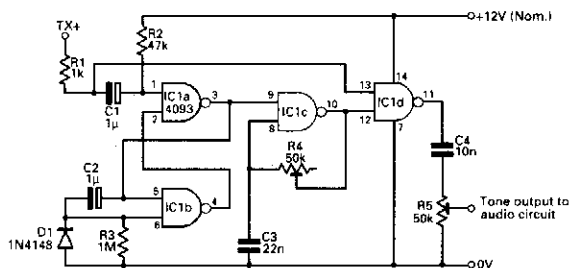 TX+
+12V (Nom.)
R1
1k
R2
47k
C1
1µ
1
2
3
IC1a
4093
9
8
IC1c
10
13
12
14
IC1d
11
7
R4
50k
C4
10n
C2
1µ
5
6
IC1b
4
R5
50k
Tone output to
audio circuit
D1
1N4148
R3
1M
C3
22n
0V